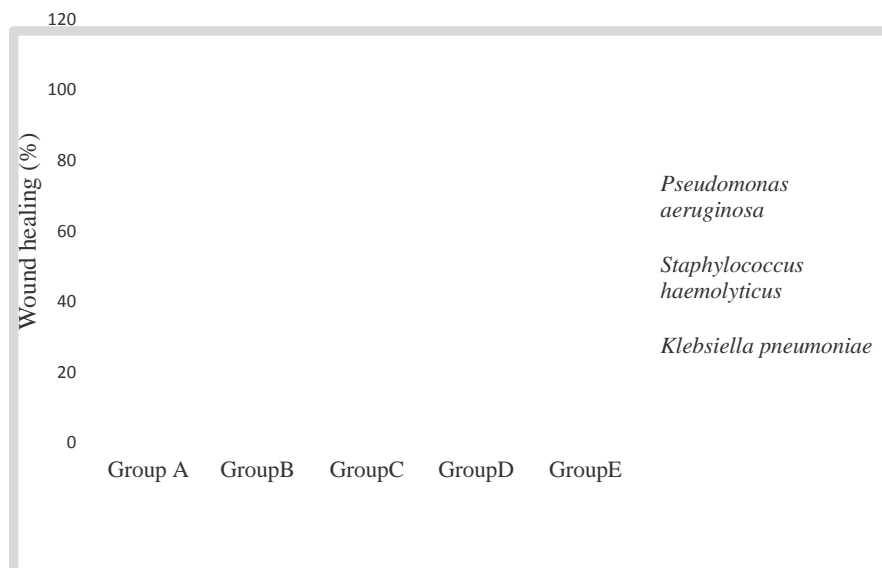 120
100
80
60
40
20
0
Wound healing (%)
Group A GroupB GroupC GroupD GroupE
Pseudomonas
aeruginosa
Staphylococcus
haemolyticus
Klebsiella pneumoniae